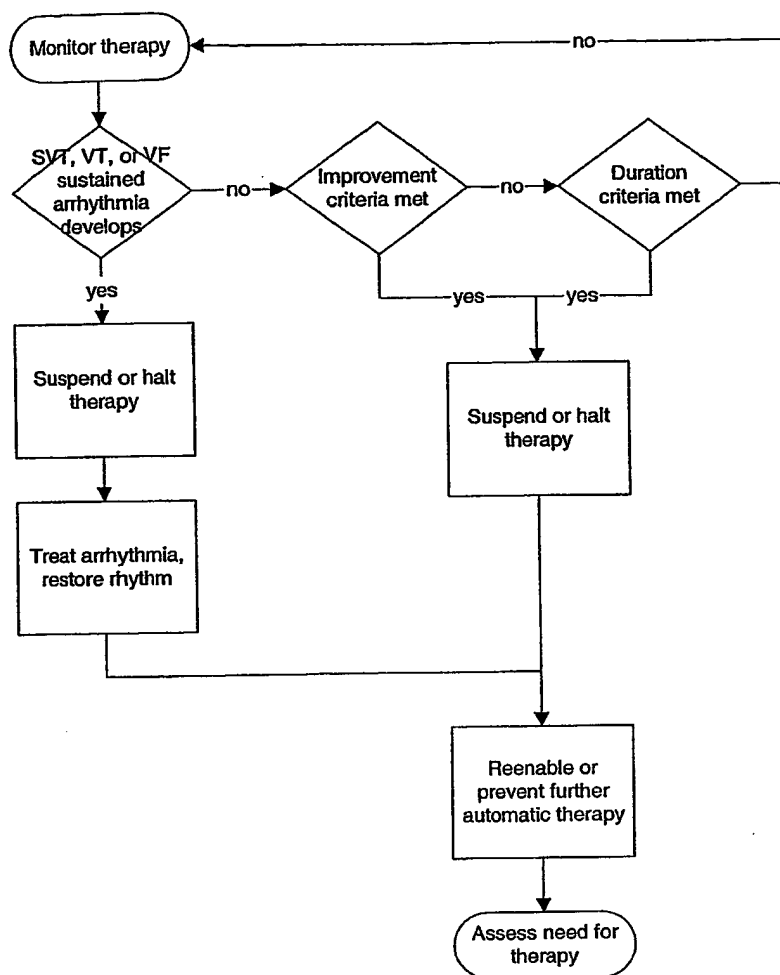 Monitor therapy
no
SVT, VT, or VF
sustained
arrhythmia
develops
no
Improvement
criteria met
no
Duration
criteria met
yes
yes
yes
Suspend or halt
therapy
Suspend or halt
therapy
Treat arrhythmia,
restore rhythm
Reenable or
prevent further
automatic therapy
Assess need for
therapy